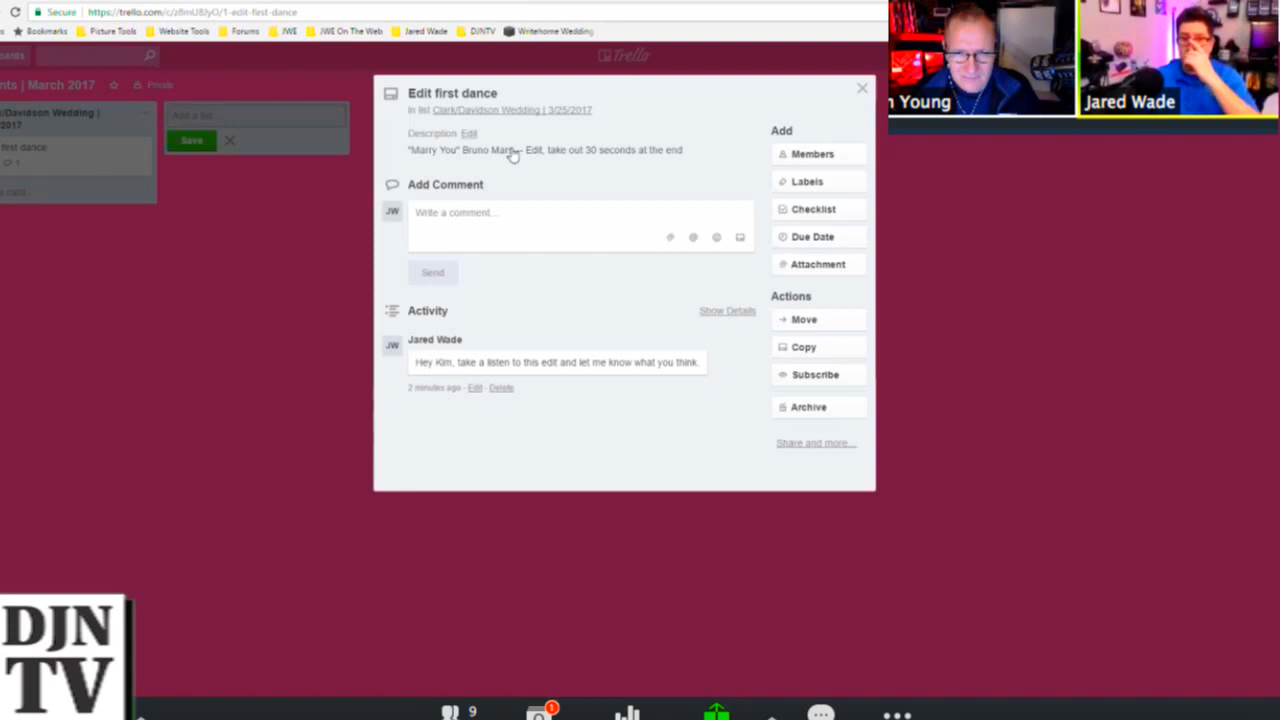 Secure https://trello.com/c/z8mU8JyO/1-edit-first-dance
Bookmarks Picture Tools Website Tools Forums JWE JWE On The Web Jared Wade DJNTV Writehome Wedding
Trello
March 2017 Private
/Davidson Wedding |
2017
first dance
1
Add a list...
Save
Edit first dance
In list Clark/Davidson Wedding | 3/25/2017
Description Edit
"Marry You" Bruno Mars - Edit, take out 30 seconds at the end
Add Comment
JW
Write a comment...
Send
Activity Show Details
Jared Wade
JW
Hey Kim, take a listen to this edit and let me know what you think.
2 minutes ago - Edit - Delete
Add
Members
Labels
Checklist
Due Date
Attachment
Actions
Move
Copy
Subscribe
Archive
Share and more...
Young
Jared Wade
DJN
TV
9
1